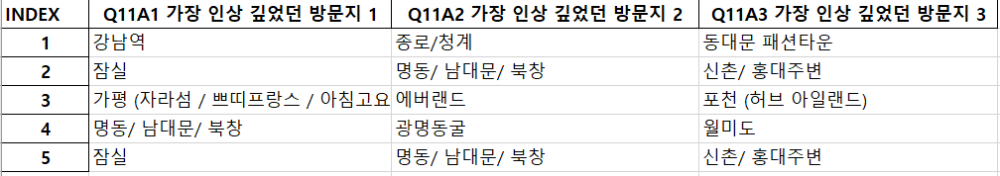 INDEX Q11A1 가장 인상 깊었던 방문지 1 Q11A2 가장 인상 깊었던 방문지 2 Q11A3 가장 인상 깊었던 방문지 3
1 강남역 종로/청계 동대문 패션타운
2 잠실 명동/ 남대문/ 북창 신촌/ 홍대주변
3 가평 (자라섬 / 쁘띠프랑스 / 아침고요 에버랜드 포천 (허브 아일랜드)
4 명동/ 남대문/ 북창 광명동굴 월미도
5 잠실 명동/ 남대문/ 북창 신촌/ 홍대주변